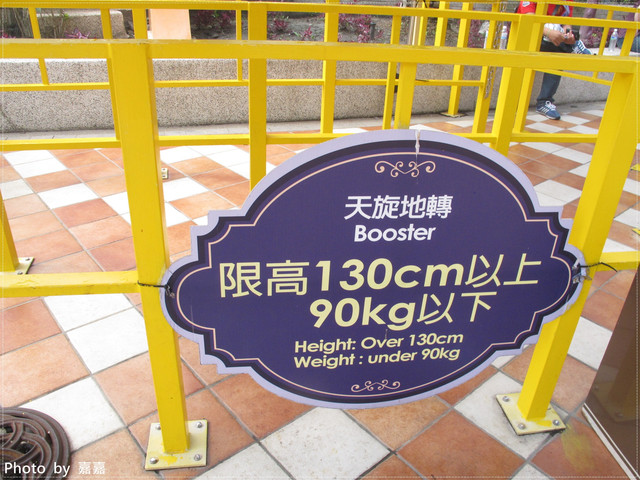 天旋地轉
Booster
限高130cm以上
90kg以下
Height: Over 130cm
Weight : under 90kg
Photo by 嘉嘉